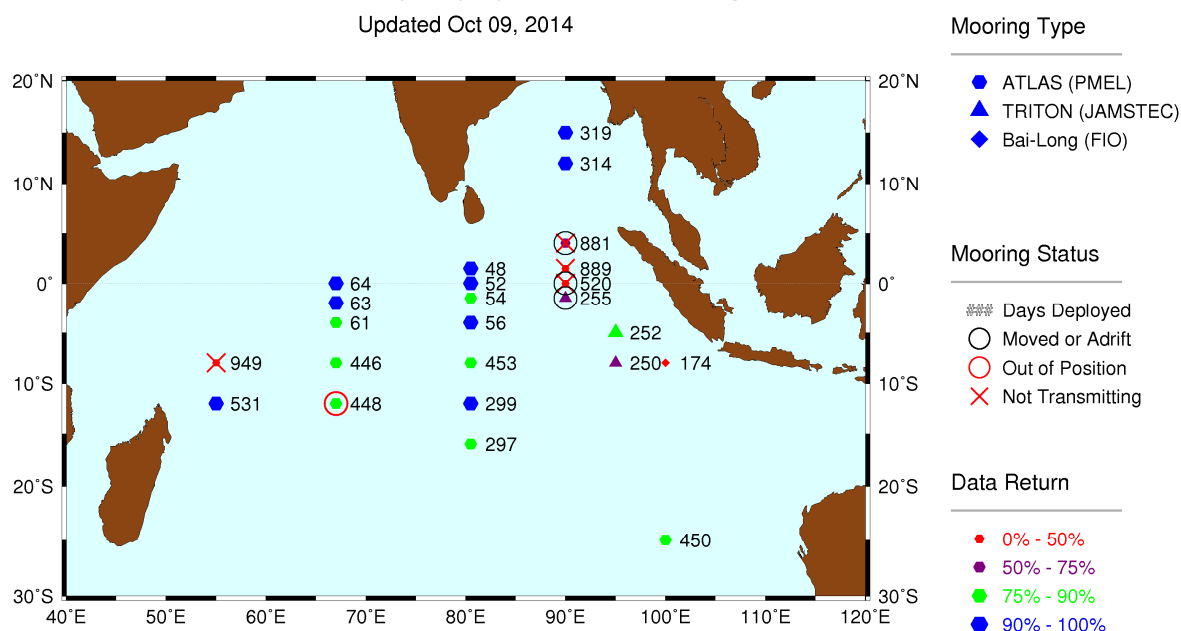 Updated Oct 09, 2014
Mooring Type
ATLAS (PMEL)
TRITON (JAMSTEC)
Bai-Long (FIO)
Mooring Status
### Days Deployed
Moved or Adrift
Out of Position
Not Transmitting
Data Return
0% - 50%
50% - 75%
75% - 90%
90% - 100%
20°N 20°N
10°N 10°N
0° 0°
10°S 10°S
20°S 20°S
30°S 30°S
40°E 50°E 60°E 70°E 80°E 90°E 100°E 110°E 120°E
319
314
881
889
520
255
48
52
54
56
64
63
61
252
250 174
949
446
453
531
448
299
297
450